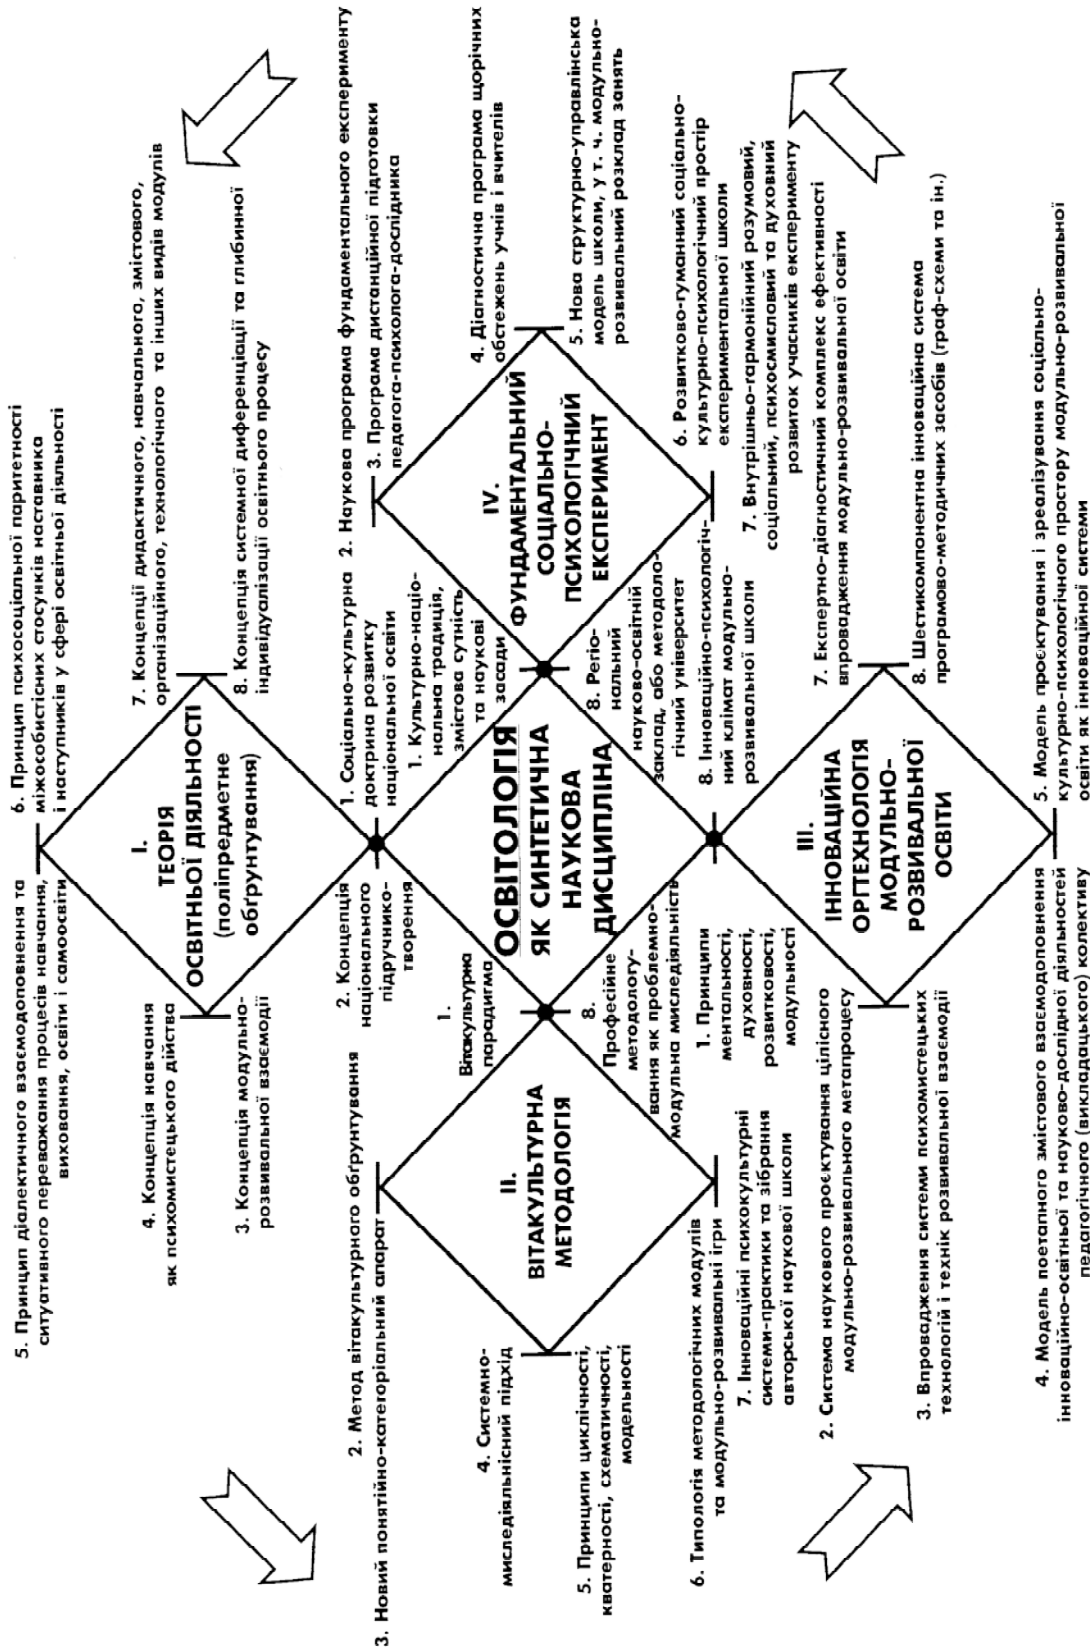 6. Принцип психосоціальної паритетності
міжособистісних стосунків наставника
і наступників у сфері освітньої діяльності
5. Принцип діалектичного взаємодоповнення та
ситуативного переважання процесів навчання,
виховання, освіти і самоосвіти
7. Концепції дидактичного, навчального, змістового,
організаційного, технологічного та інших видів модулів
8. Концепція системної диференціації та глибинної
індивідуалізації освітнього процесу
4. Концепція навчання
як психомистецького дійства
3. Концепція модульно-
розвивальної взаємодії
I.
ТЕОРІЯ
ОСВІТНЬОЇ ДІЯЛЬНОСТІ
(поліпредметне
обґрунтування)
2. Концепція
національного
підручнико-
творення
1. Соціально-культурна
доктрина розвитку
національної освіти
1.
Вітакультурна
парадигма
2. Метод вітакультурного обґрунтування
3. Новий понятійно-категоріальний апарат
4. Системно-
миследіяльнісний підхід
5. Принципи циклічності,
кватерності, схематичності,
модельності
6. Типологія методологічних модулів
та модульно-розвивальні ігри
7. Інноваційні психокультурні
системи-практики та зібрання
авторської наукової школи
8.
Професійне
методологу-
вання як проблемно-
модульна миследіяльність
II.
ВІТАКУЛЬТУРНА
МЕТОДОЛОГІЯ
ОСВІТОЛОГІЯ
ЯК СИНТЕТИЧНА
НАУКОВА
ДИСЦИПЛІНА
1. Культурно-націо-
нальна традиція,
змістова сутність
та наукові
засади
2. Наукова програма фундаментального експерименту
3. Програма дистанційної підготовки
педагога-психолога-дослідника
4. Діагностична програма щорічних
обстежень учнів і вчителів
5. Нова структурно-управлінська
модель школи, у т. ч. модульно-
розвивальний розклад занять
6. Розвитково-гуманний соціально-
культурно-психологічний простір
експериментальної школи
7. Внутрішньо-гармонійний розумовий,
соціальний, психосмисловий та духовний
розвиток учасників експерименту
8. Регіо-
нальний
науково-освітній
заклад, або методоло-
гічний університет
IV.
ФУНДАМЕНТАЛЬНИЙ
СОЦІАЛЬНО-
ПСИХОЛОГІЧНИЙ
ЕКСПЕРИМЕНТ
1. Принципи
ментальності,
духовності,
розвитковості,
модульності
2. Система наукового проєктування цілісного
модульно-розвивального метапроцесу
3. Впровадження системи психомистецьких
технологій і технік розвивальної взаємодії
4. Модель поетапного змістового взаємодоповнення
інноваційно-освітньої та науково-дослідної діяльностей
педагогічного (викладацького) колективу
III.
ІННОВАЦІЙНА
ОРГТЕХНОЛОГІЯ
МОДУЛЬНО-
РОЗВИВАЛЬНОЇ
ОСВІТИ
8. Інноваційно-психологіч-
ний клімат модульно-
розвивальної школи
7. Експертно-діагностичний комплекс ефективності
впровадження модульно-розвивальної освіти
8. Шестикомпонентна інноваційна система
програмово-методичних засобів (граф-схеми та ін.)
5. Модель проєктування і зреалізування соціально-
культурно-психологічного простору модульно-розвивальної
освіти як інноваційної системи